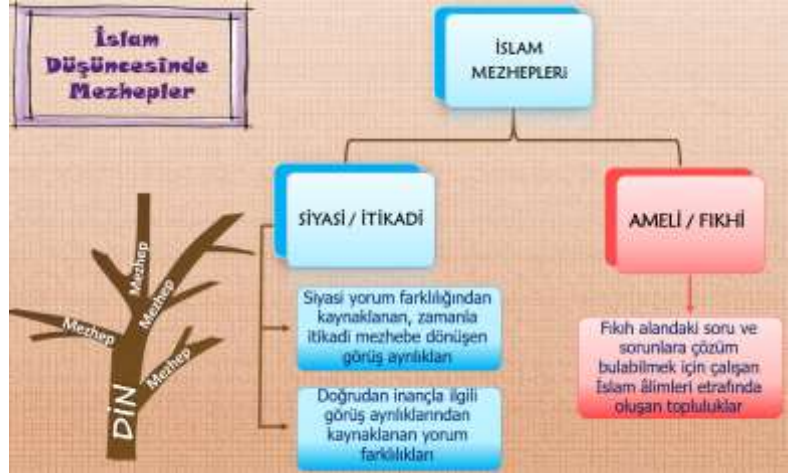 İslam
Düşüncesinde
Mezhepler
İSLAM
MEZHEPLERİ
SİYASİ / İTİKADİ
AMELİ / FIKHİ
Siyasi yorum farklılığından
kaynaklanan, zamanla
itikadi mezhebe dönüşen
görüş ayrılıkları
Doğrudan inançla ilgili
görüş ayrılıklarından
kaynaklanan yorum
farklılıkları
Fıkıh alandaki soru ve
sorunlara çözüm
bulabilmek için çalışan
İslam âlimleri etrafında
oluşan topluluklar
Mezhep
Mezhep
Mezhep
Mezhep
DİN